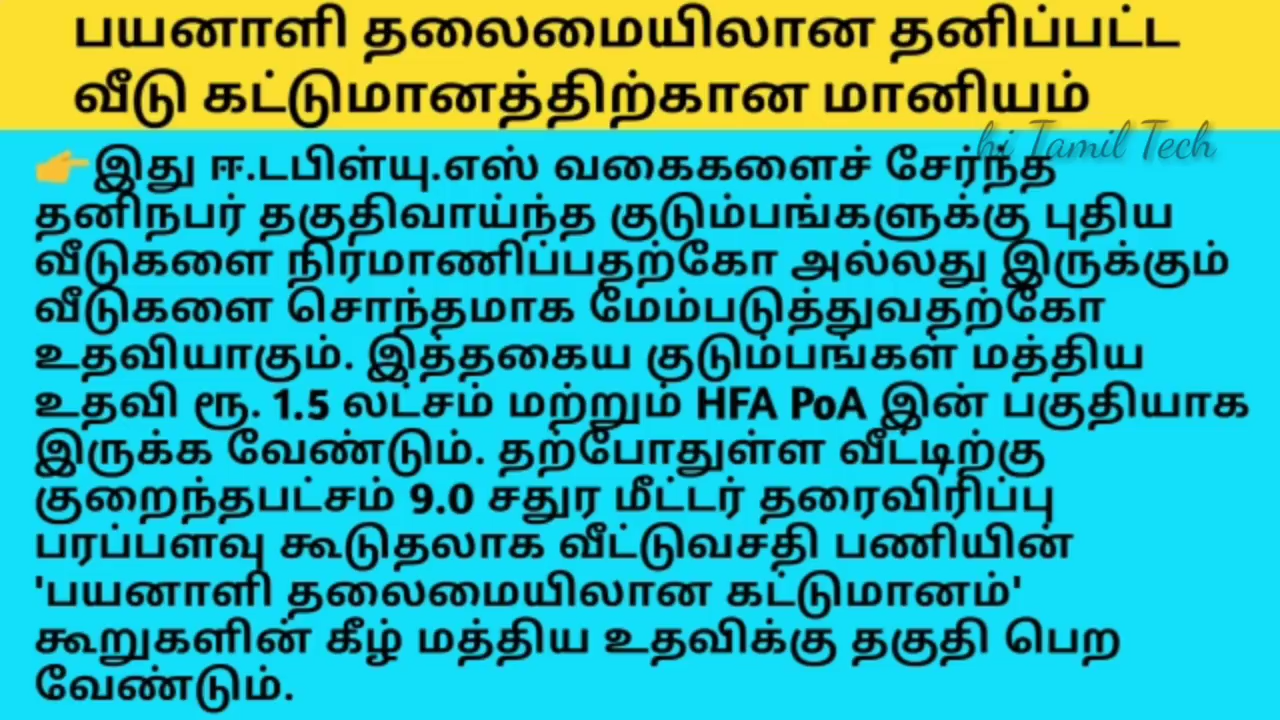 பயனாளி தலைமையிலான தனிப்பட்ட
வீடு கட்டுமானத்திற்கான மானியம்
hi Tamil Tech
👉இது ஈ.டபிள்யு.எஸ் வகைகளைச் சேர்ந்த
தனிநபர் தகுதிவாய்ந்த குடும்பங்களுக்கு புதிய
வீடுகளை நிர்மாணிப்பதற்கோ அல்லது இருக்கும்
வீடுகளை சொந்தமாக மேம்படுத்துவதற்கோ
உதவியாகும். இத்தகைய குடும்பங்கள் மத்திய
உதவி ரூ. 1.5 லட்சம் மற்றும் HFA PoA இன் பகுதியாக
இருக்க வேண்டும். தற்போதுள்ள வீட்டிற்கு
குறைந்தபட்சம் 9.0 சதுர மீட்டர் தரைவிரிப்பு
பரப்பளவு கூடுதலாக வீட்டுவசதி பணியின்
'பயனாளி தலைமையிலான கட்டுமானம்'
கூறுகளின் கீழ் மத்திய உதவிக்கு தகுதி பெற
வேண்டும்.